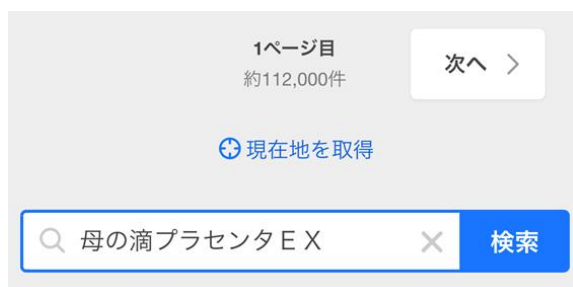 1ページ目
約112,000件
次へ
現在地を取得
母の滴プラセンタＥＸ
検索